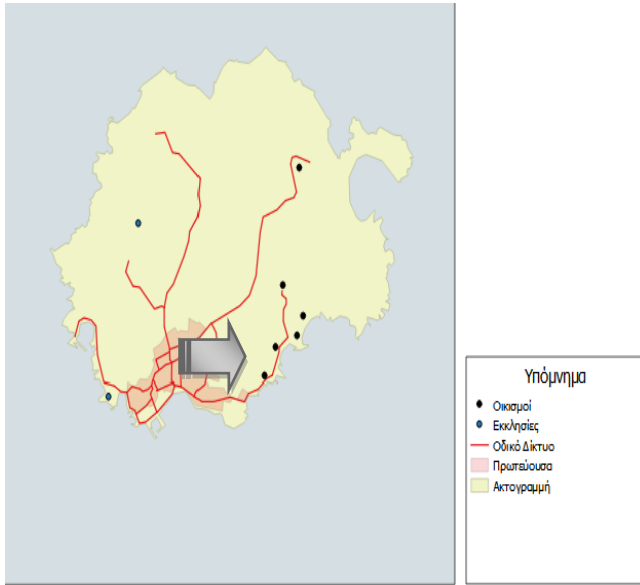 Υπόμνημα
Οικισμοί
Εκκλησίες
Οδικό Δίκτυο
Πρωτεύουσα
Ακτογραμμή